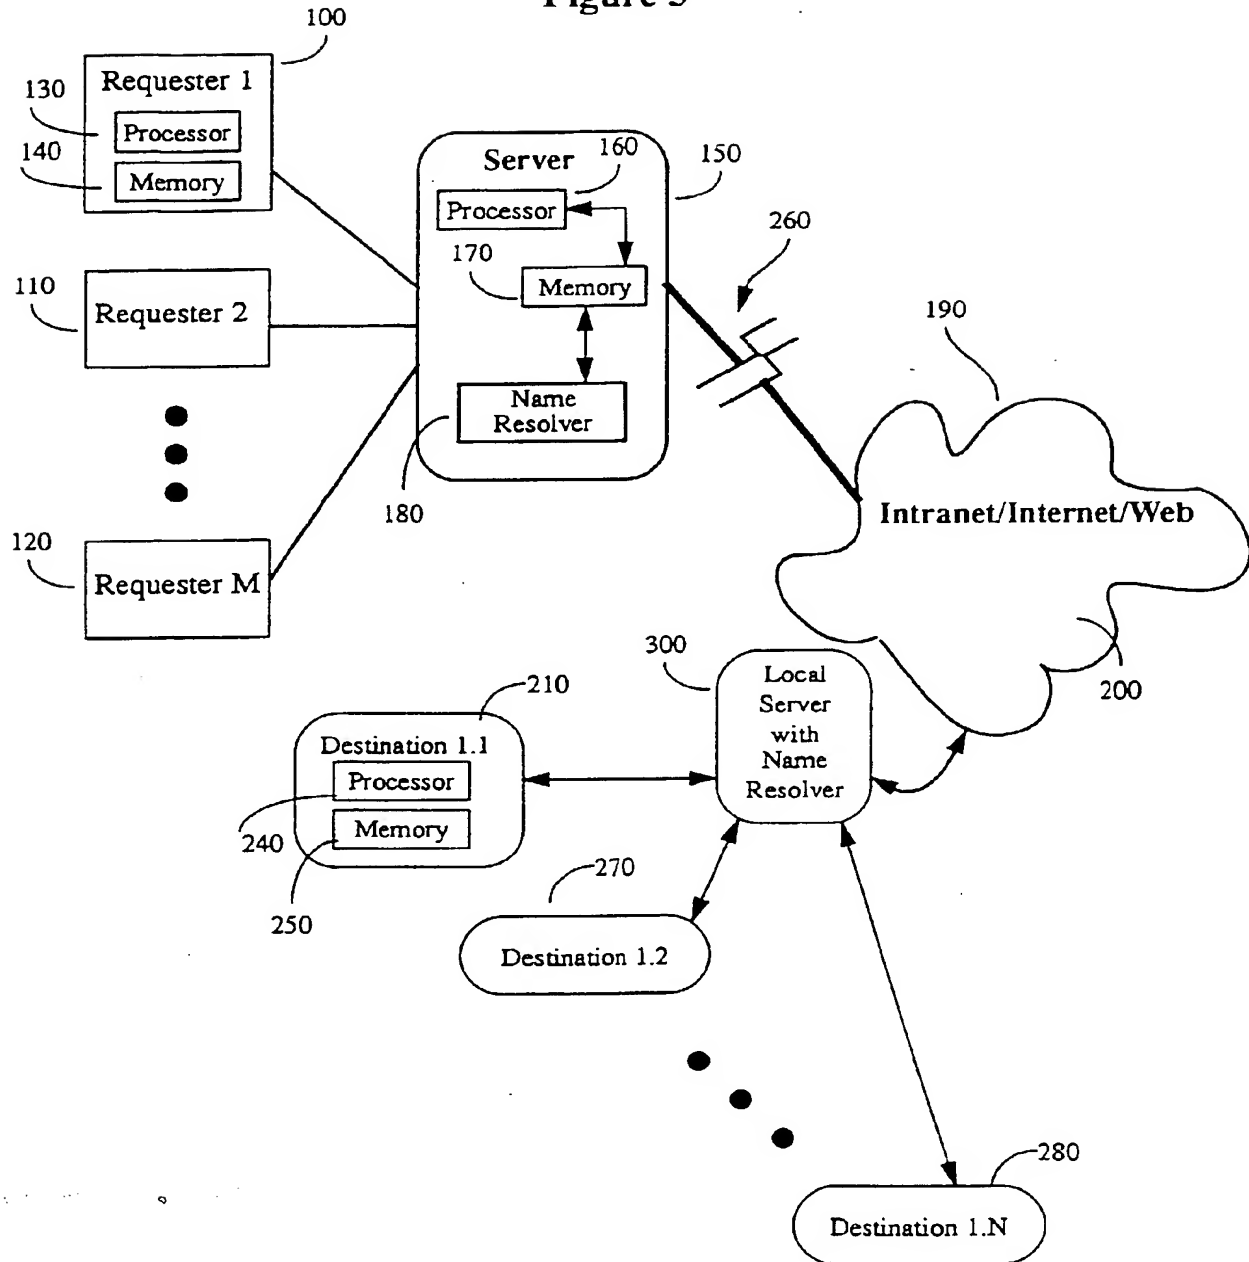 Figure 3
100
Requester 1
130
Processor
140
Memory
110
Requester 2
120
Requester M
Server
160
150
Processor
170
Memory
Name
Resolver
180
260
190
Intranet/Internet/Web
200
300
Local
Server
with
Name
Resolver
210
Destination 1.1
Processor
240
Memory
250
270
Destination 1.2
280
Destination 1.N